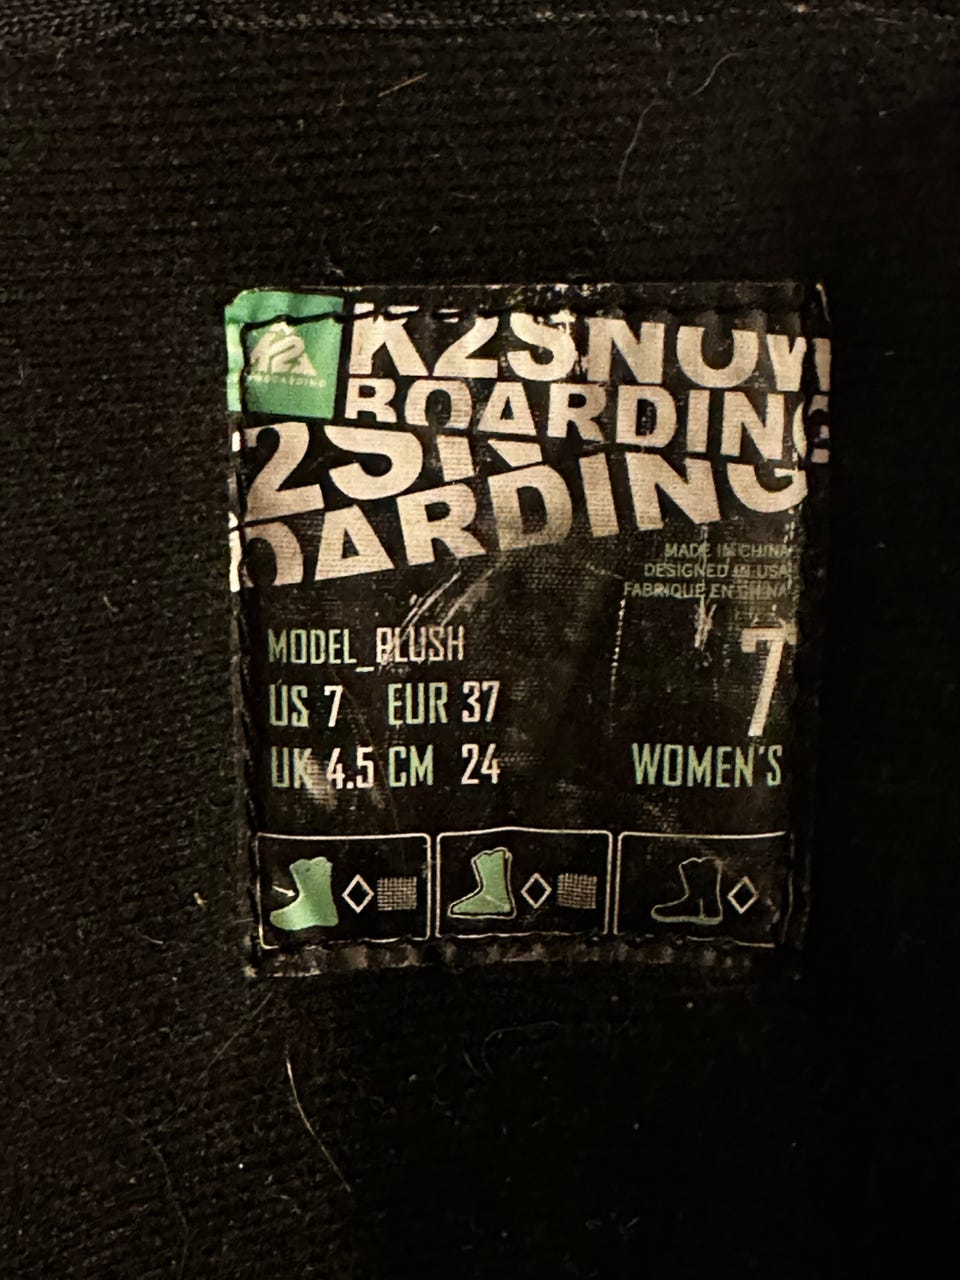 K2SNOW
BOARDING
2SN
OARDING
MADE IN CHINA
DESIGNED IN USA
FABRIQUE EN CHINA
MODEL_PLUSH
7
US 7 EUR 37
UK 4.5 CM 24
WOMEN'S